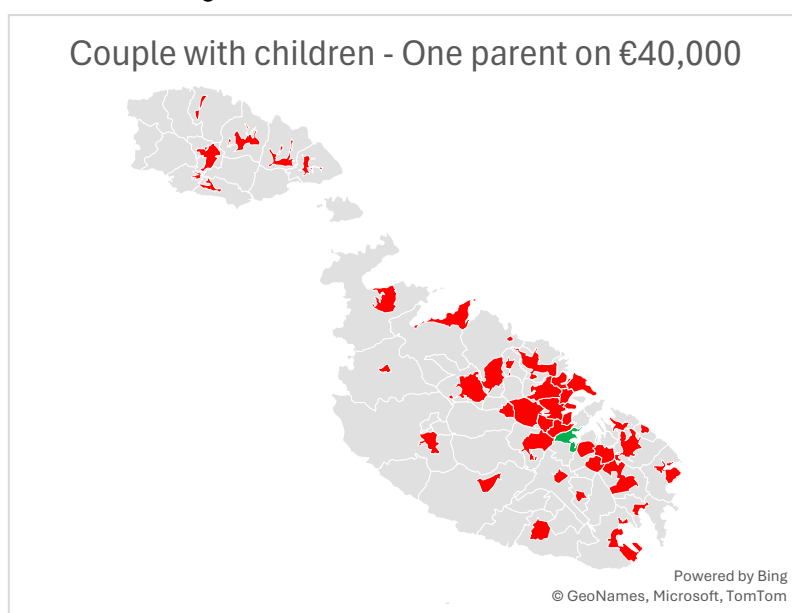 Couple with children - One parent on €40,000
Powered by Bing
© GeoNames, Microsoft, TomTom